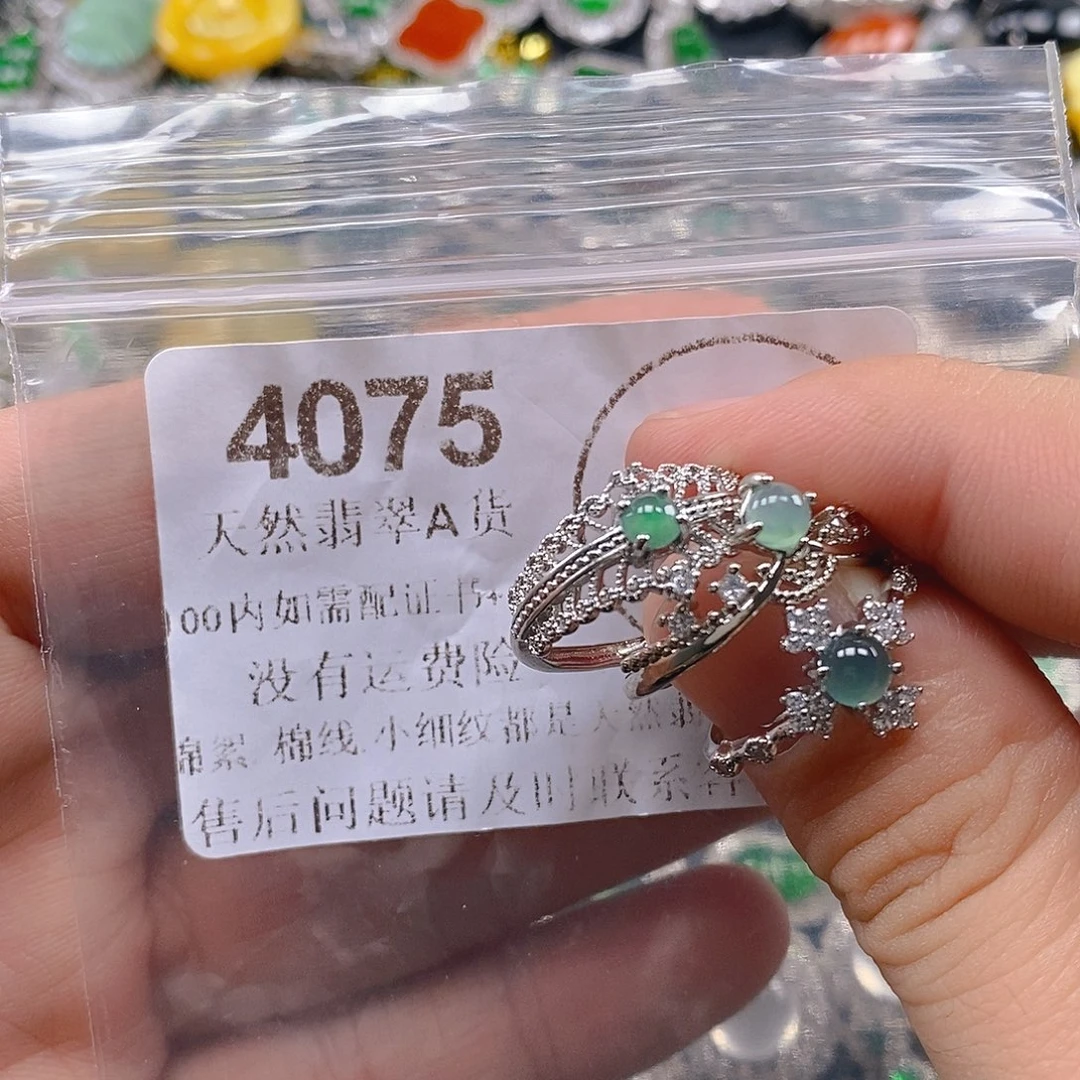 4075
天然翡翠A货
00内如需配证书
没有运费险
棉絮 棉线 小细纹都是天然翡
售后问题请及时联系客